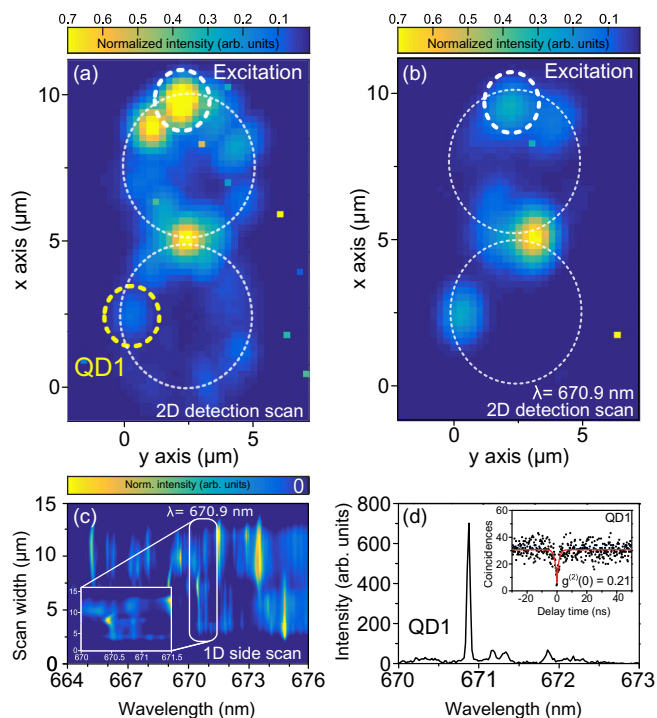 0.7 0.6 0.5 0.4 0.3 0.2 0.1
Normalized intensity (arb. units)
(a) Excitation
10
5
0
x axis (µm)
QD1
2D detection scan
0 5
y axis (µm)
0.7 0.6 0.5 0.4 0.3 0.2 0.1
Normalized intensity (arb. units)
(b) Excitation
10
5
0
x axis (µm)
λ= 670.9 nm
2D detection scan
0 5
y axis (µm)
Norm. intensity (arb. units) 0
(c) λ= 670.9 nm
15
12
9
6
3
0
Scan width (µm)
15
10
5
0
670 670.5 671 671.5
1D side scan
664 667 670 673 676
Wavelength (nm)
800
600
400
200
0
Intensity (arb. units)
(d)
QD1
40
30
20
10
0
Coincidences
QD1
g(2)(0) = 0.21
-20 0 20 40
Delay time (ns)
QD1
670 671 672 673
Wavelength (nm)